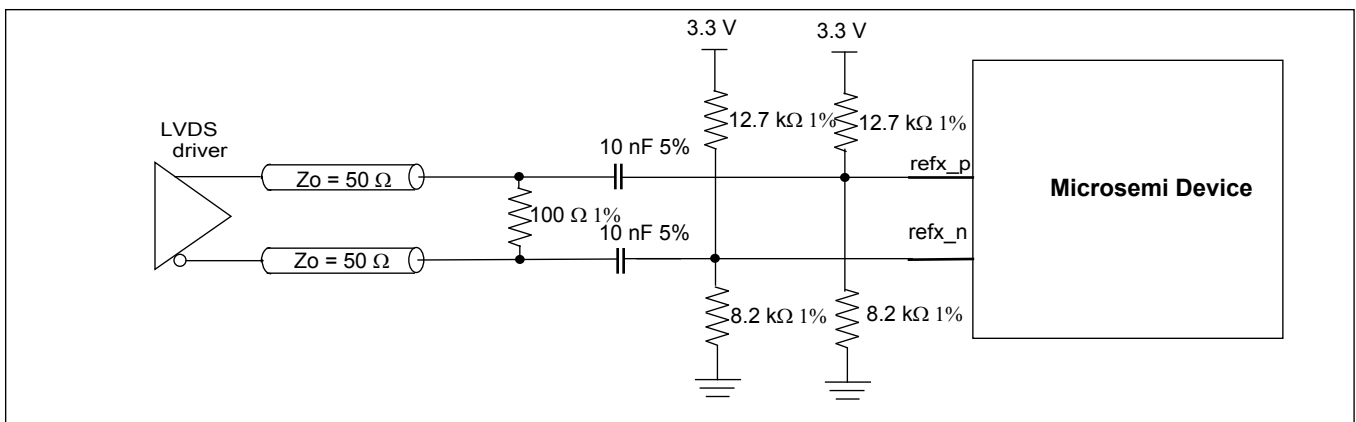 3.3 V
3.3 V
12.7 kΩ 1%
12.7 kΩ 1%
LVDS
driver
10 nF 5%
refx_p
Zo = 50 Ω
Microsemi Device
100 Ω 1%
10 nF 5%
refx_n
Zo = 50 Ω
8.2 kΩ 1%
8.2 kΩ 1%